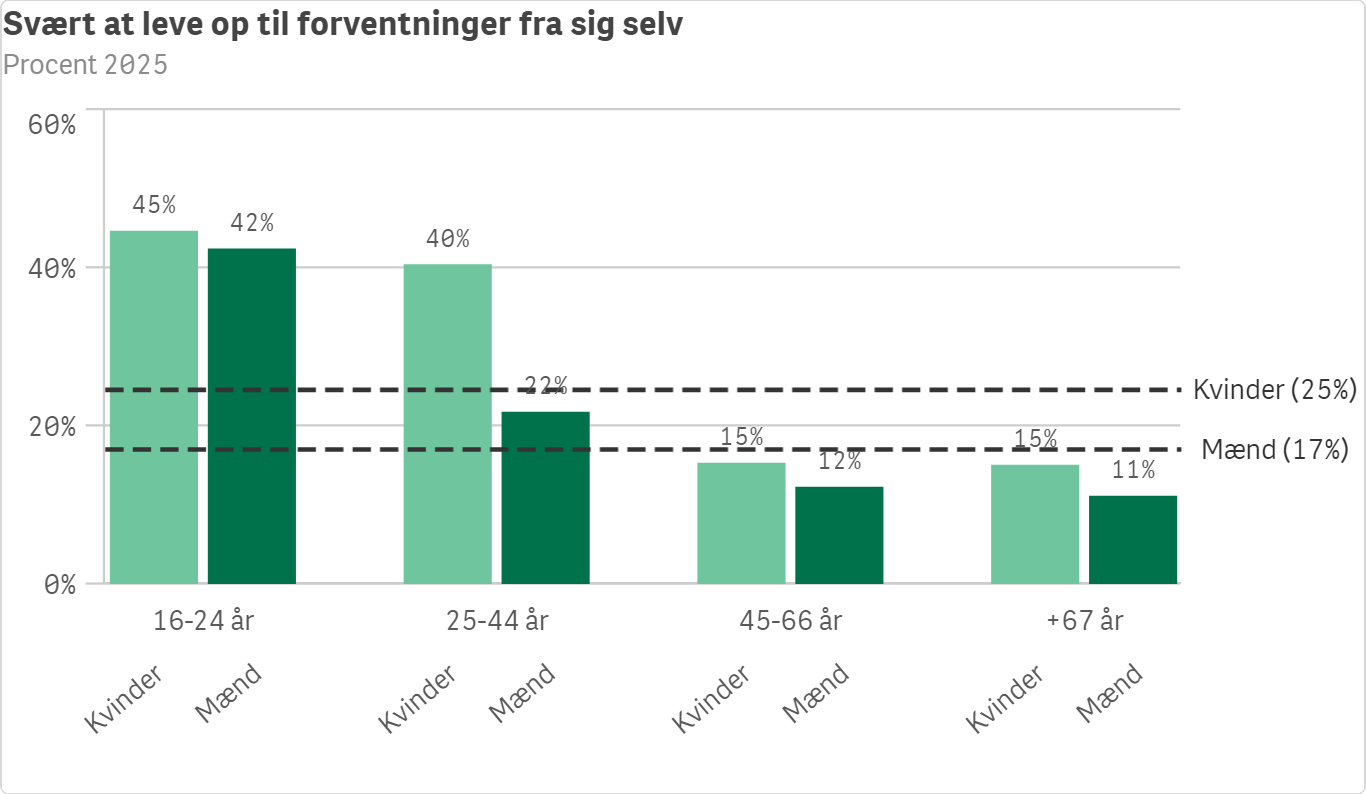 Svært at leve op til forventninger fra sig selv
Procent 2025
60%
45%
42%
40%
40%
22%
Kvinder (25%)
20%
15%
15%
Mænd (17%)
12%
11%
0%
16-24 år
25-44 år
45-66 år
+67 år
Kvinder
Mænd
Kvinder
Mænd
Kvinder
Mænd
Kvinder
Mænd